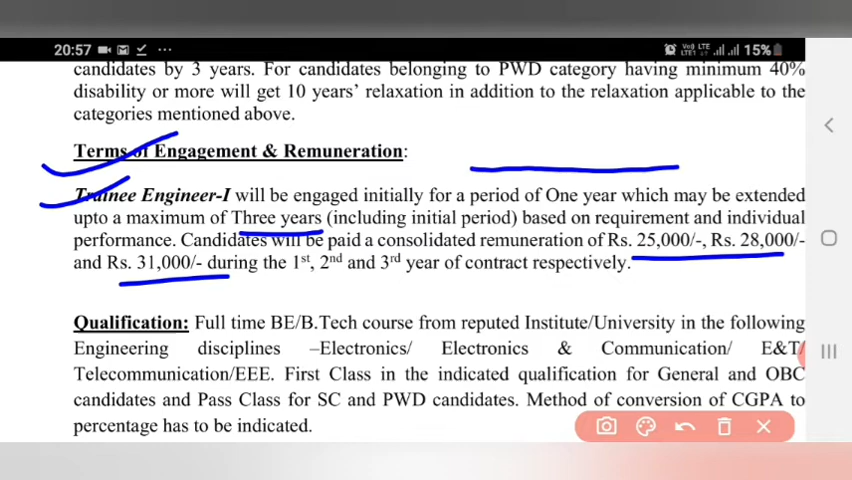 20:57 ... Vo9 LTE LTE1 15%
candidates by 3 years. For candidates belonging to PWD category having minimum 40%
disability or more will get 10 years' relaxation in addition to the relaxation applicable to the
categories mentioned above.
Terms of Engagement & Remuneration:
Trainee Engineer-I will be engaged initially for a period of One year which may be extended
upto a maximum of Three years (including initial period) based on requirement and individual
performance. Candidates will be paid a consolidated remuneration of Rs. 25,000/-, Rs. 28,000/-
and Rs. 31,000/- during the 1st, 2nd and 3rd year of contract respectively.
Qualification: Full time BE/B.Tech course from reputed Institute/University in the following
Engineering disciplines –Electronics/ Electronics & Communication/ E&T/
Telecommunication/EEE. First Class in the indicated qualification for General and OBC
candidates and Pass Class for SC and PWD candidates. Method of conversion of CGPA to
percentage has to be indicated.